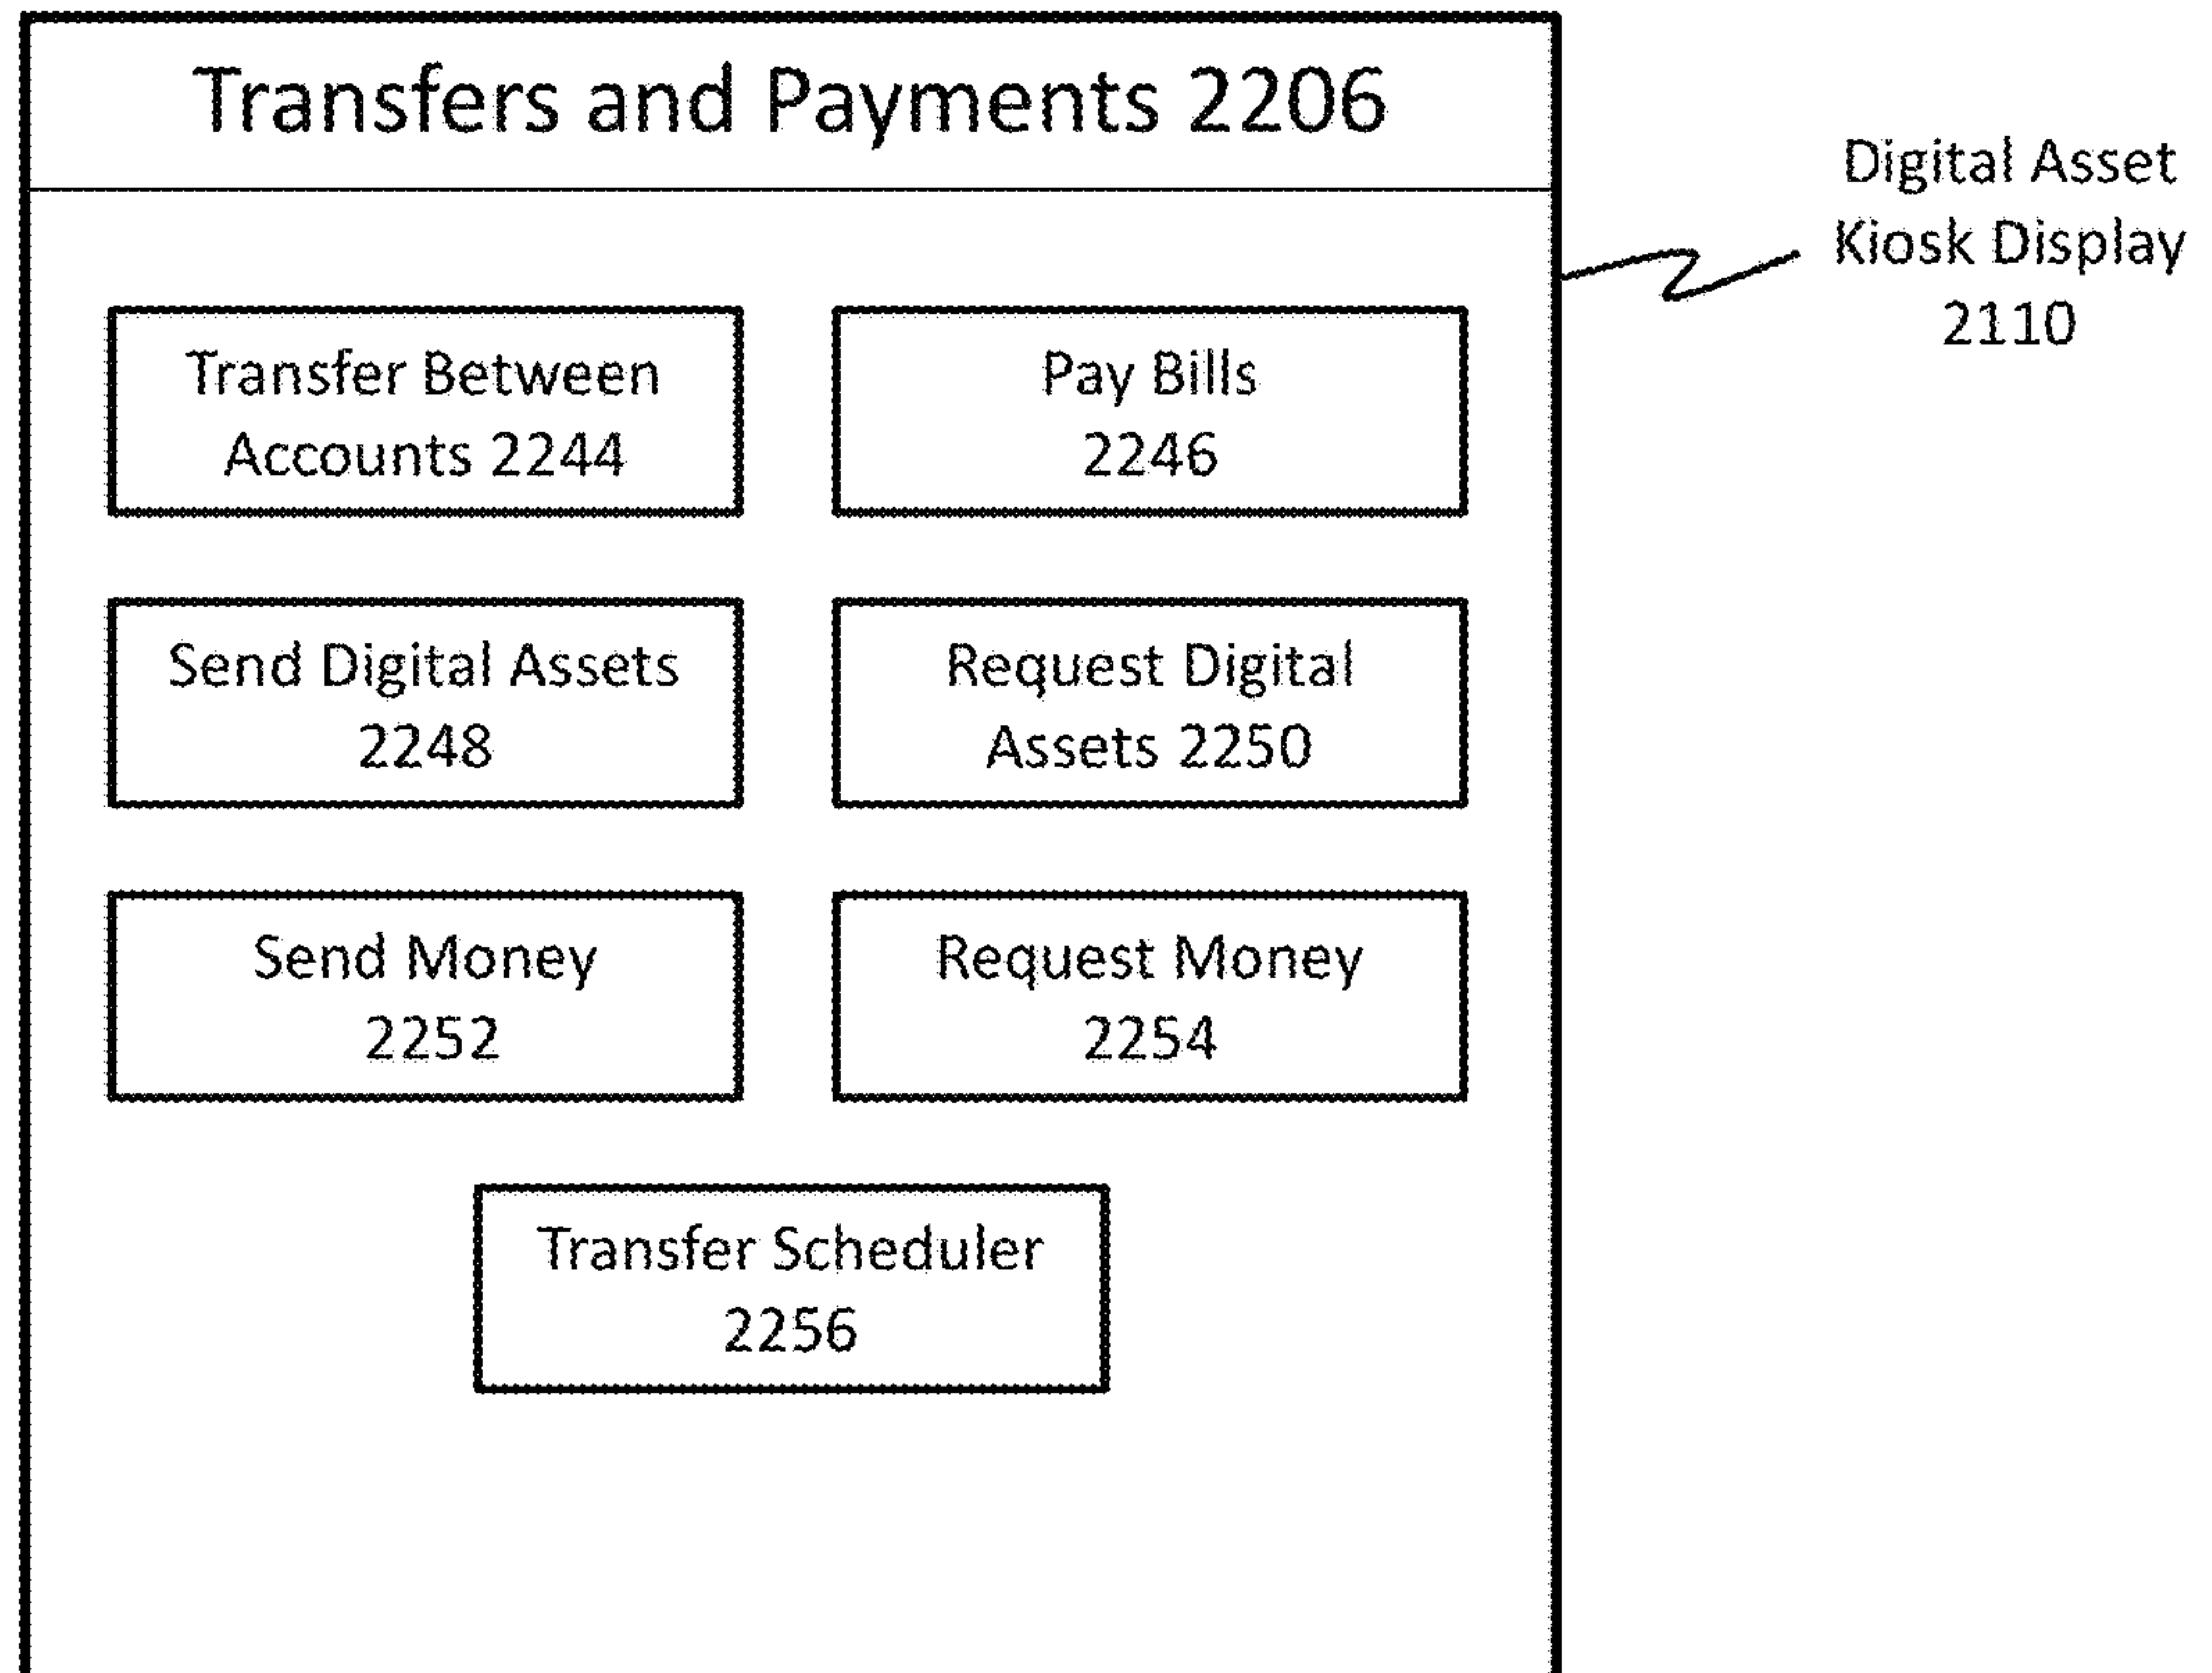 Transfers and Payments 2206
Digital Asset
Kiosk Display
2110
Transfer Between
Accounts 2244
Pay Bills
2246
Send Digital Assets
2248
Request Digital
Assets 2250
Send Money
2252
Request Money
2254
Transfer Scheduler
2256